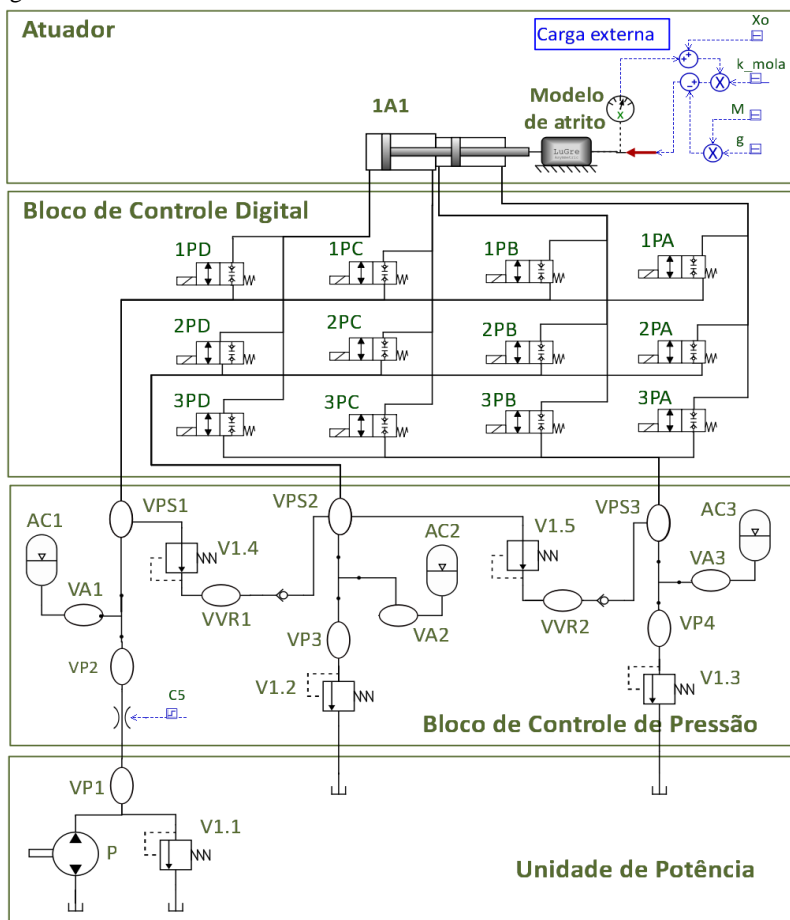 Atuador
Carga externa
Xo
k_mola
1A1
Modelo
de atrito
x
M
g
LuGre
Bloco de Controle Digital
1PD
1PC
1PB
1PA
2PD
2PC
2PB
2PA
3PD
3PC
3PB
3PA
VPS1
VPS2
VPS3
AC1
V1.4
AC2
V1.5
AC3
VA1
VVR1
VA2
VVR2
VA3
VP2
VP3
VP4
V1.2
V1.3
C5
Bloco de Controle de Pressão
VP1
V1.1
P
Unidade de Potência